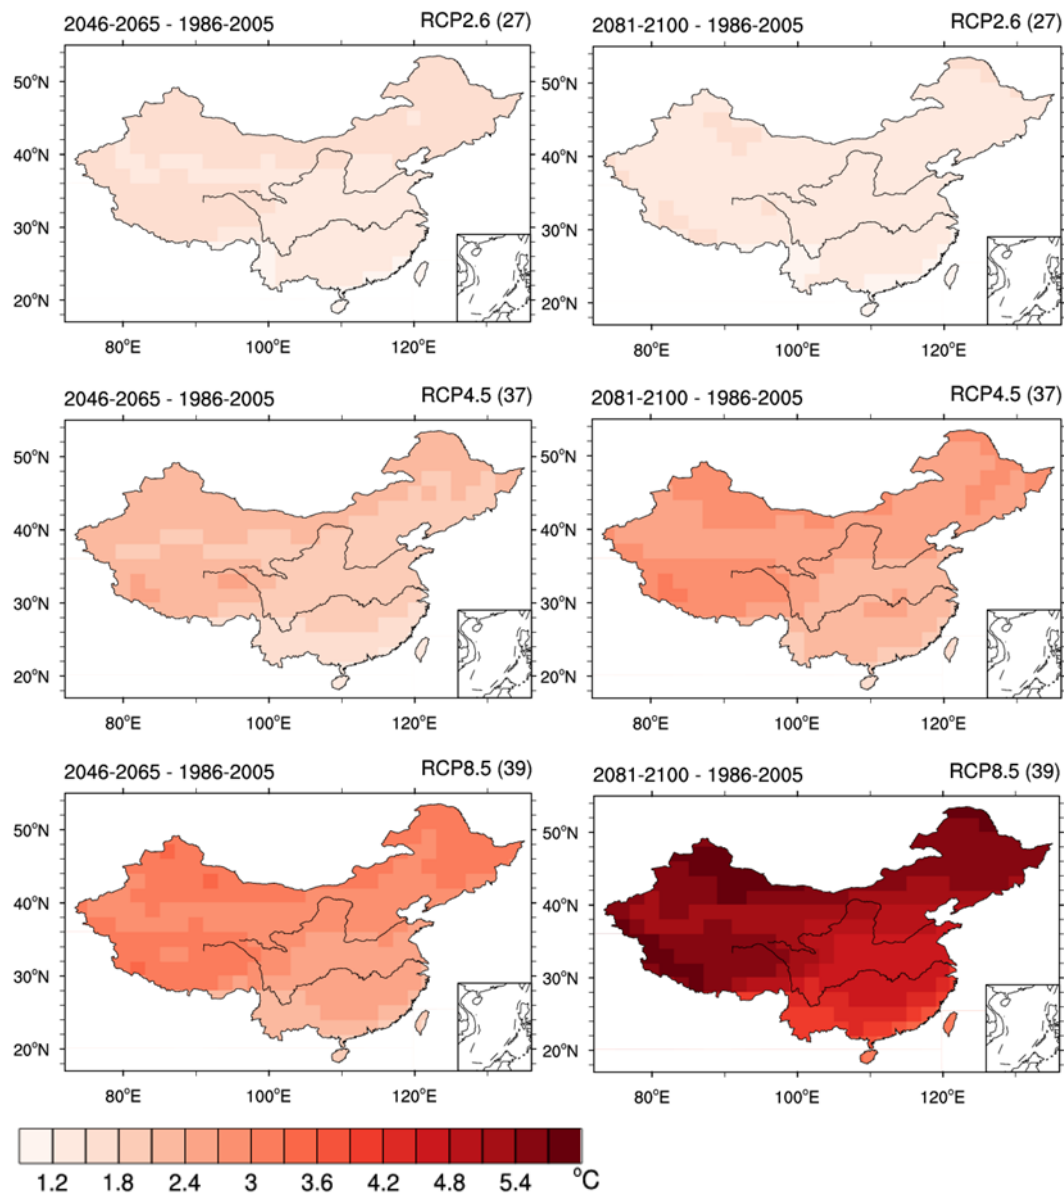 2046-2065 - 1986-2005 RCP2.6 (27)
2081-2100 - 1986-2005 RCP2.6 (27)
50°N
40°N
30°N
20°N
80°E 100°E 120°E
50°N
40°N
30°N
20°N
80°E 100°E 120°E
2046-2065 - 1986-2005 RCP4.5 (37)
2081-2100 - 1986-2005 RCP4.5 (37)
50°N
40°N
30°N
20°N
80°E 100°E 120°E
50°N
40°N
30°N
20°N
80°E 100°E 120°E
2046-2065 - 1986-2005 RCP8.5 (39)
2081-2100 - 1986-2005 RCP8.5 (39)
50°N
40°N
30°N
20°N
80°E 100°E 120°E
50°N
40°N
30°N
20°N
80°E 100°E 120°E
1.2 1.8 2.4 3 3.6 4.2 4.8 5.4 °C